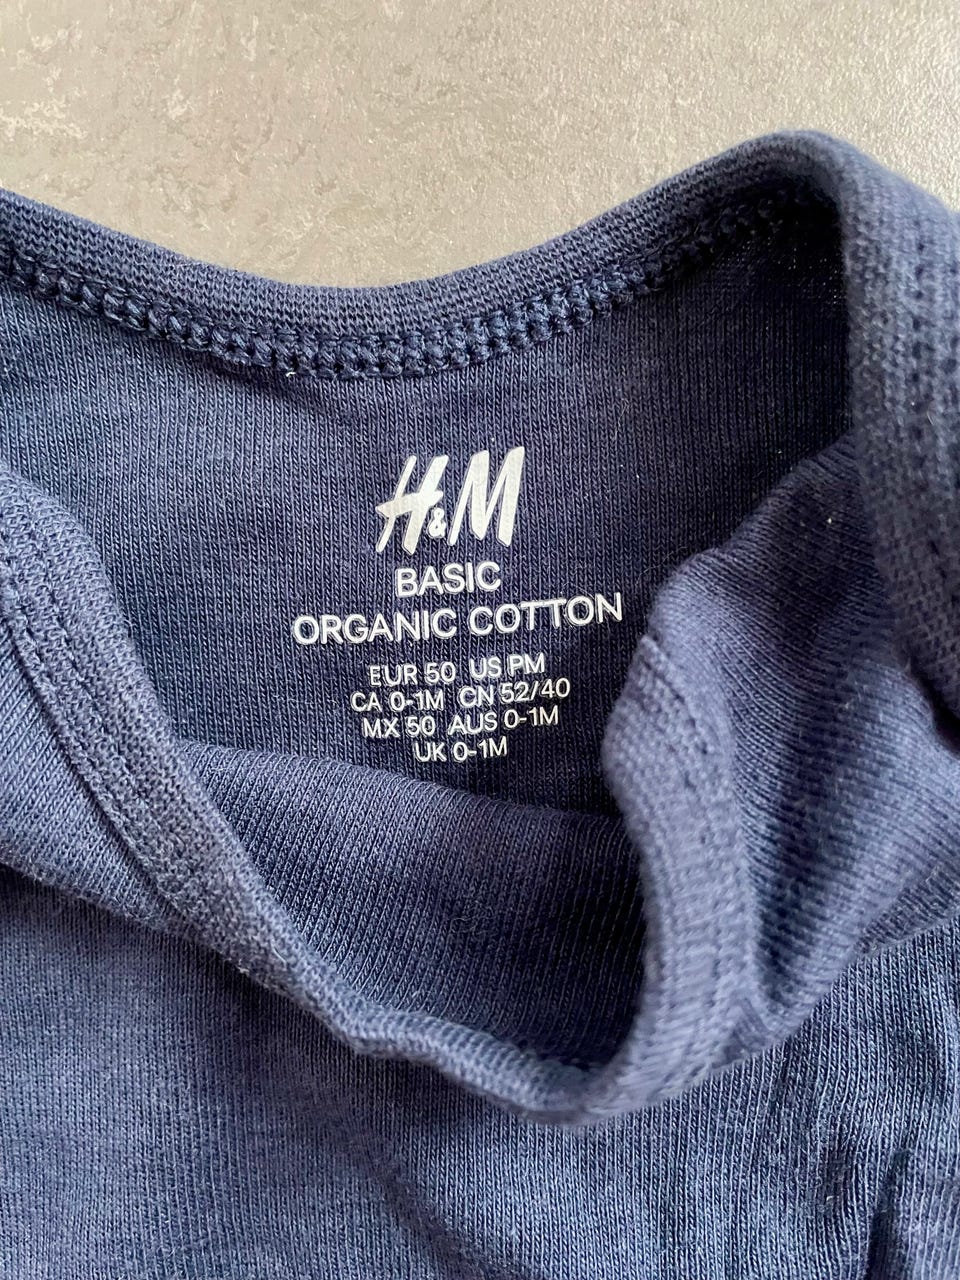 H&M
BASIC
ORGANIC COTTON
EUR 50 US PM
CA 0-1M CN 52/40
MX 50 AUS 0-1M
UK 0-1M